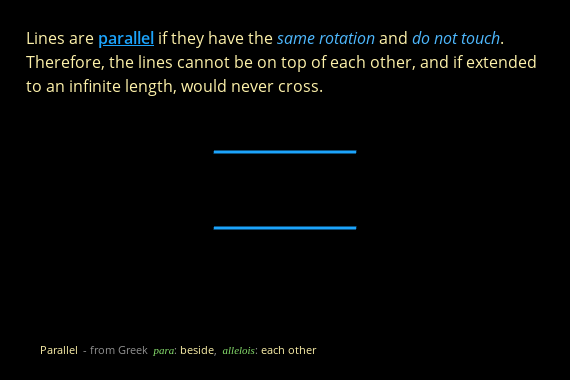 Lines are parallel if they have the same rotation and do not touch.
Therefore, the lines cannot be on top of each other, and if extended
to an infinite length, would never cross.
Parallel - from Greek para: beside, allelois: each other